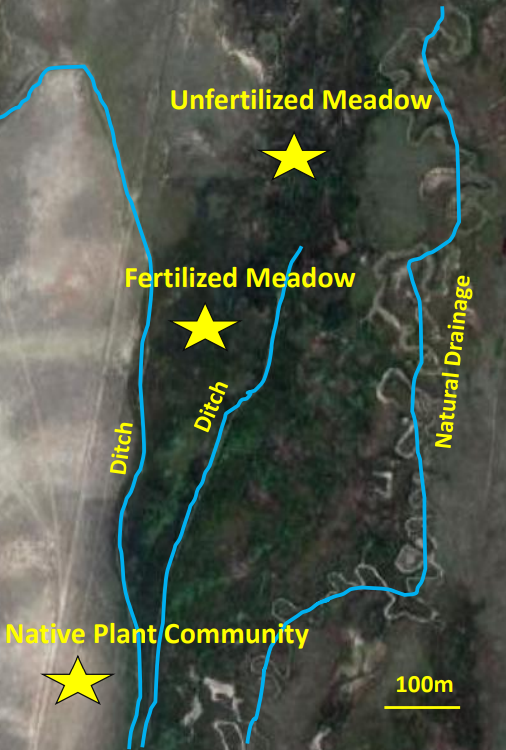 Unfertilized Meadow
Fertilized Meadow
Natural Drainage
Ditch
Ditch
Native Plant Community
100m